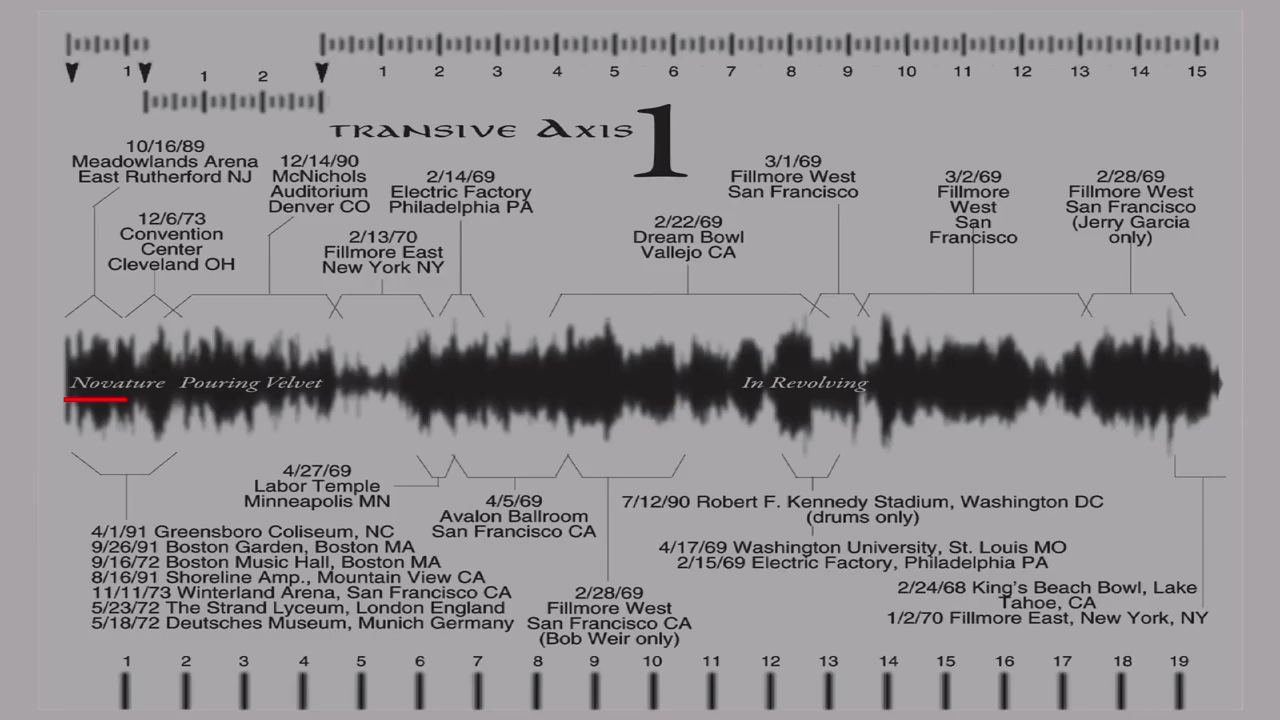 1
1 2 3 4 5 6 7 8 9 10 11 12 13 14 15
1 2
TRANSIVE AXIS 1
10/16/89
Meadowlands Arena
East Rutherford NJ
12/6/73
Convention
Center
Cleveland OH
12/14/90
McNichols
Auditorium
Denver CO
2/13/70
Fillmore East
New York NY
2/14/69
Electric Factory
Philadelphia PA
2/22/69
Dream Bowl
Vallejo CA
3/1/69
Fillmore West
San Francisco
3/2/69
Fillmore
West
San
Francisco
2/28/69
Fillmore West
San Francisco
(Jerry Garcia
only)
Novature
Pouring Velvet
In Revolving
4/27/69
Labor Temple
Minneapolis MN
4/5/69
Avalon Ballroom
San Francisco CA
7/12/90 Robert F. Kennedy Stadium, Washington DC
(drums only)
4/17/69 Washington University, St. Louis MO
2/15/69 Electric Factory, Philadelphia PA
4/1/91 Greensboro Coliseum, NC
9/26/91 Boston Garden, Boston MA
9/16/72 Boston Music Hall, Boston MA
8/16/91 Shoreline Amp., Mountain View CA
11/11/73 Winterland Arena, San Francisco CA
5/23/72 The Strand Lyceum, London England
5/18/72 Deutsches Museum, Munich Germany
2/28/69
Fillmore West
San Francisco CA
(Bob Weir only)
2/24/68 King's Beach Bowl, Lake
Tahoe, CA
1/2/70 Fillmore East, New York, NY
1 2 3 4 5 6 7 8 9 10 11 12 13 14 15 16 17 18 19